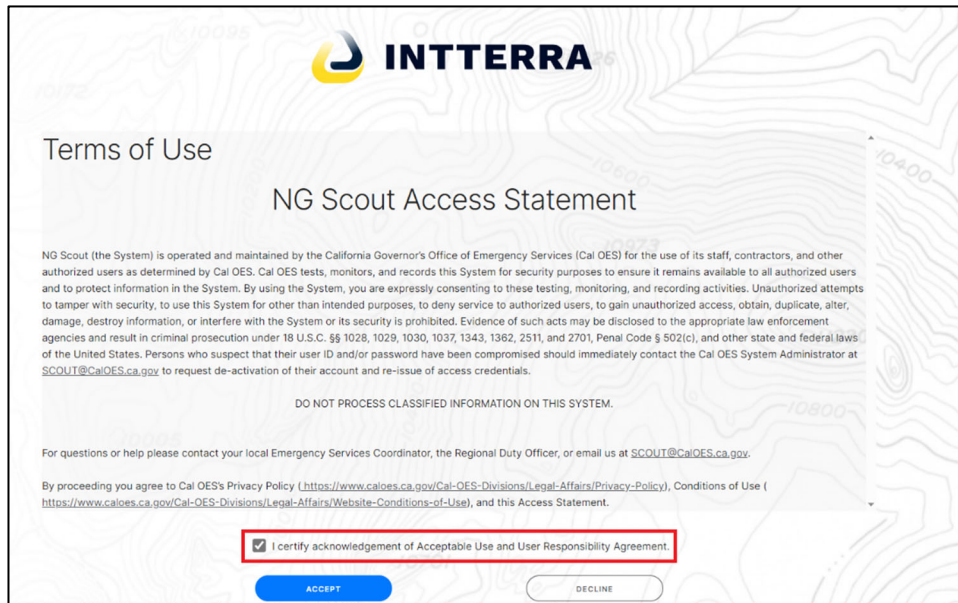 INTTERRA
Terms of Use
NG Scout Access Statement
NG Scout (the System) is operated and maintained by the California Governor's Office of Emergency Services (Cal OES) for the use of its staff, contractors, and other
authorized users as determined by Cal OES. Cal OES tests, monitors, and records this System for security purposes to ensure it remains available to all authorized users
and to protect information in the System. By using the System, you are expressly consenting to these testing, monitoring, and recording activities. Unauthorized attempts
to tamper with security, to use this System for other than intended purposes, to deny service to authorized users, to gain unauthorized access, obtain, duplicate, alter,
damage, destroy information, or interfere with the System or its security is prohibited. Evidence of such acts may be disclosed to the appropriate law enforcement
agencies and result in criminal prosecution under 18 U.S.C. §§ 1028, 1029, 1030, 1037, 1343, 1362, 2511, and 2701, Penal Code § 502(c), and other state and federal laws
of the United States. Persons who suspect that their user ID and/or password have been compromised should immediately contact the Cal OES System Administrator at
SCOUT@CalOES.ca.gov to request de-activation of their account and re-issue of access credentials.
DO NOT PROCESS CLASSIFIED INFORMATION ON THIS SYSTEM.
For questions or help please contact your local Emergency Services Coordinator, the Regional Duty Officer, or email us at SCOUT@CalOES.ca.gov.
By proceeding you agree to Cal OES's Privacy Policy ( https://www.caloes.ca.gov/Cal-OES-Divisions/Legal-Affairs/Privacy-Policy), Conditions of Use (
https://www.caloes.ca.gov/Cal-OES-Divisions/Legal-Affairs/Website-Conditions-of-Use), and this Access Statement.
I certify acknowledgement of Acceptable Use and User Responsibility Agreement.
ACCEPT
DECLINE
10095
10972
10600
10400
10973
10800